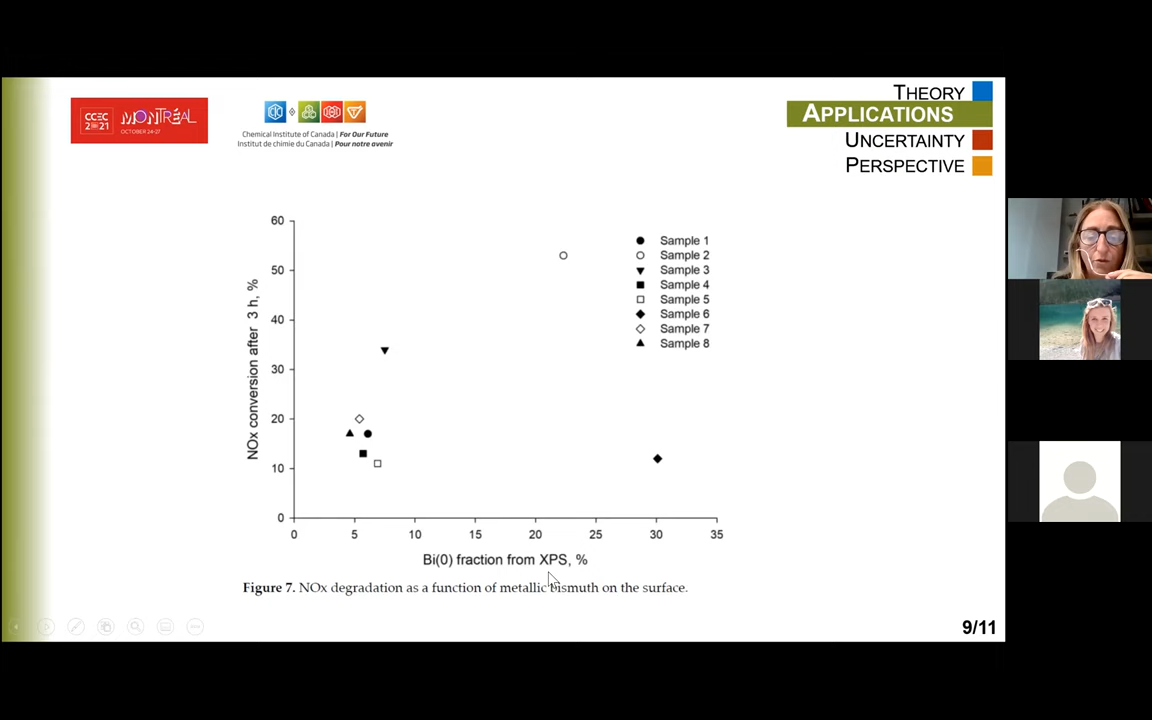 CCEC
2021
MONTRÉAL
OCTOBER 24-27
Chemical Institute of Canada | For Our Future
Institut de chimie du Canada | Pour notre avenir
THEORY
APPLICATIONS
UNCERTAINTY
PERSPECTIVE
NOx conversion after 3 h, %
60
50
40
30
20
10
0
0 5 10 15 20 25 30 35
Bi(0) fraction from XPS, %
Sample 1
Sample 2
Sample 3
Sample 4
Sample 5
Sample 6
Sample 7
Sample 8
Figure 7. NOx degradation as a function of metallic bismuth on the surface.
9/11